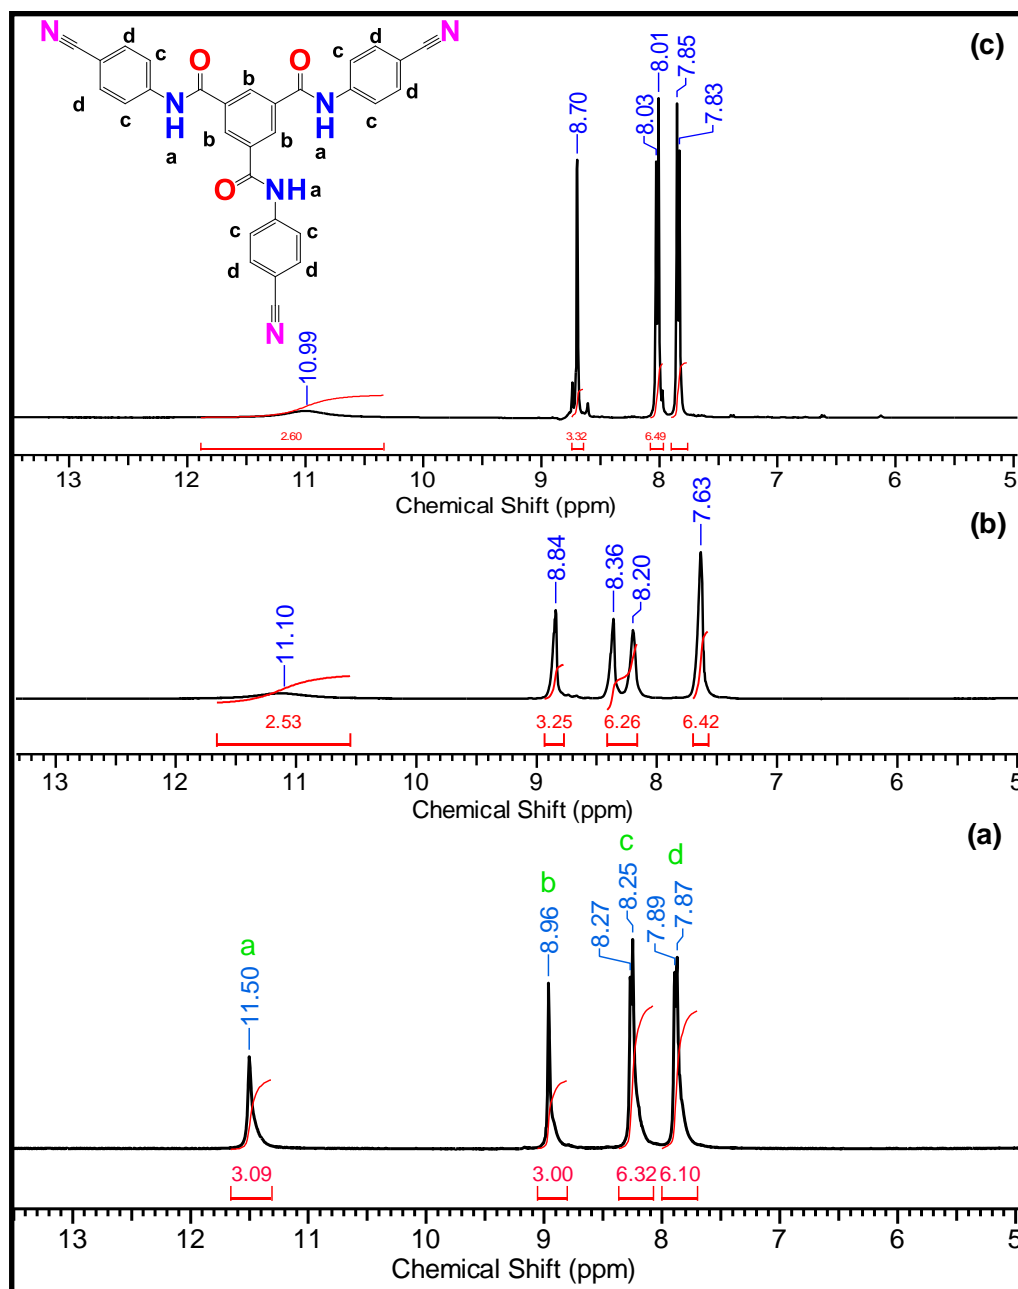 N
N
d
d
c
c
(c)
O
O
d
b
d
c
N
H
N
H
c
b
b
a
a
O
NH
a
c
c
d
d
N
10.99
8.70
8.03
8.01
7.85
7.83
2.60
3.32
6.49
13
12
11
10
9
8
7
6
5
Chemical Shift (ppm)
(b)
11.10
8.84
8.36
8.20
7.63
2.53
3.25
6.26
6.42
13
12
11
10
9
8
7
6
5
Chemical Shift (ppm)
(a)
a
b
c
d
11.50
8.96
8.27
8.25
7.89
7.87
3.09
3.00
6.32
6.10
13
12
11
10
9
8
7
6
5
Chemical Shift (ppm)